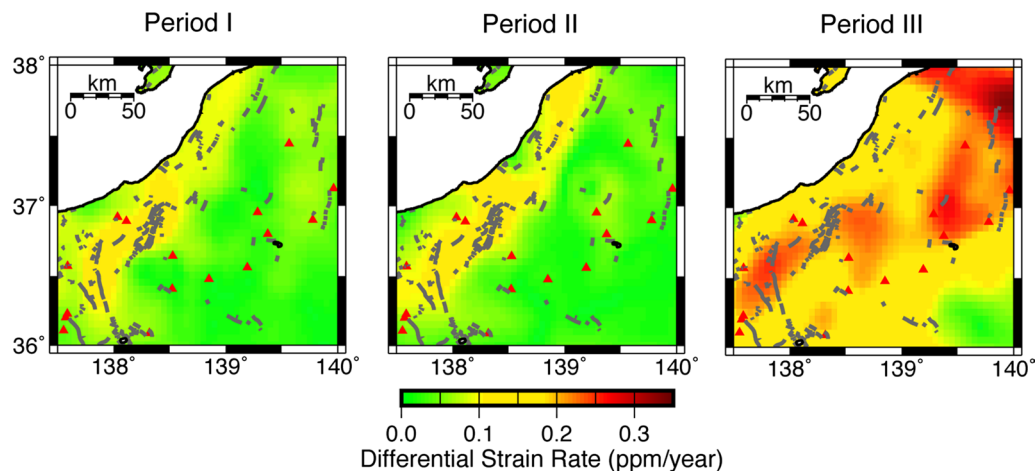 Period I
Period II
Period III
38°
km
0 50
km
0 50
km
0 50
37°
36°
138° 139° 140°
138° 139° 140°
138° 139° 140°
0.0 0.1 0.2 0.3
Differential Strain Rate (ppm/year)